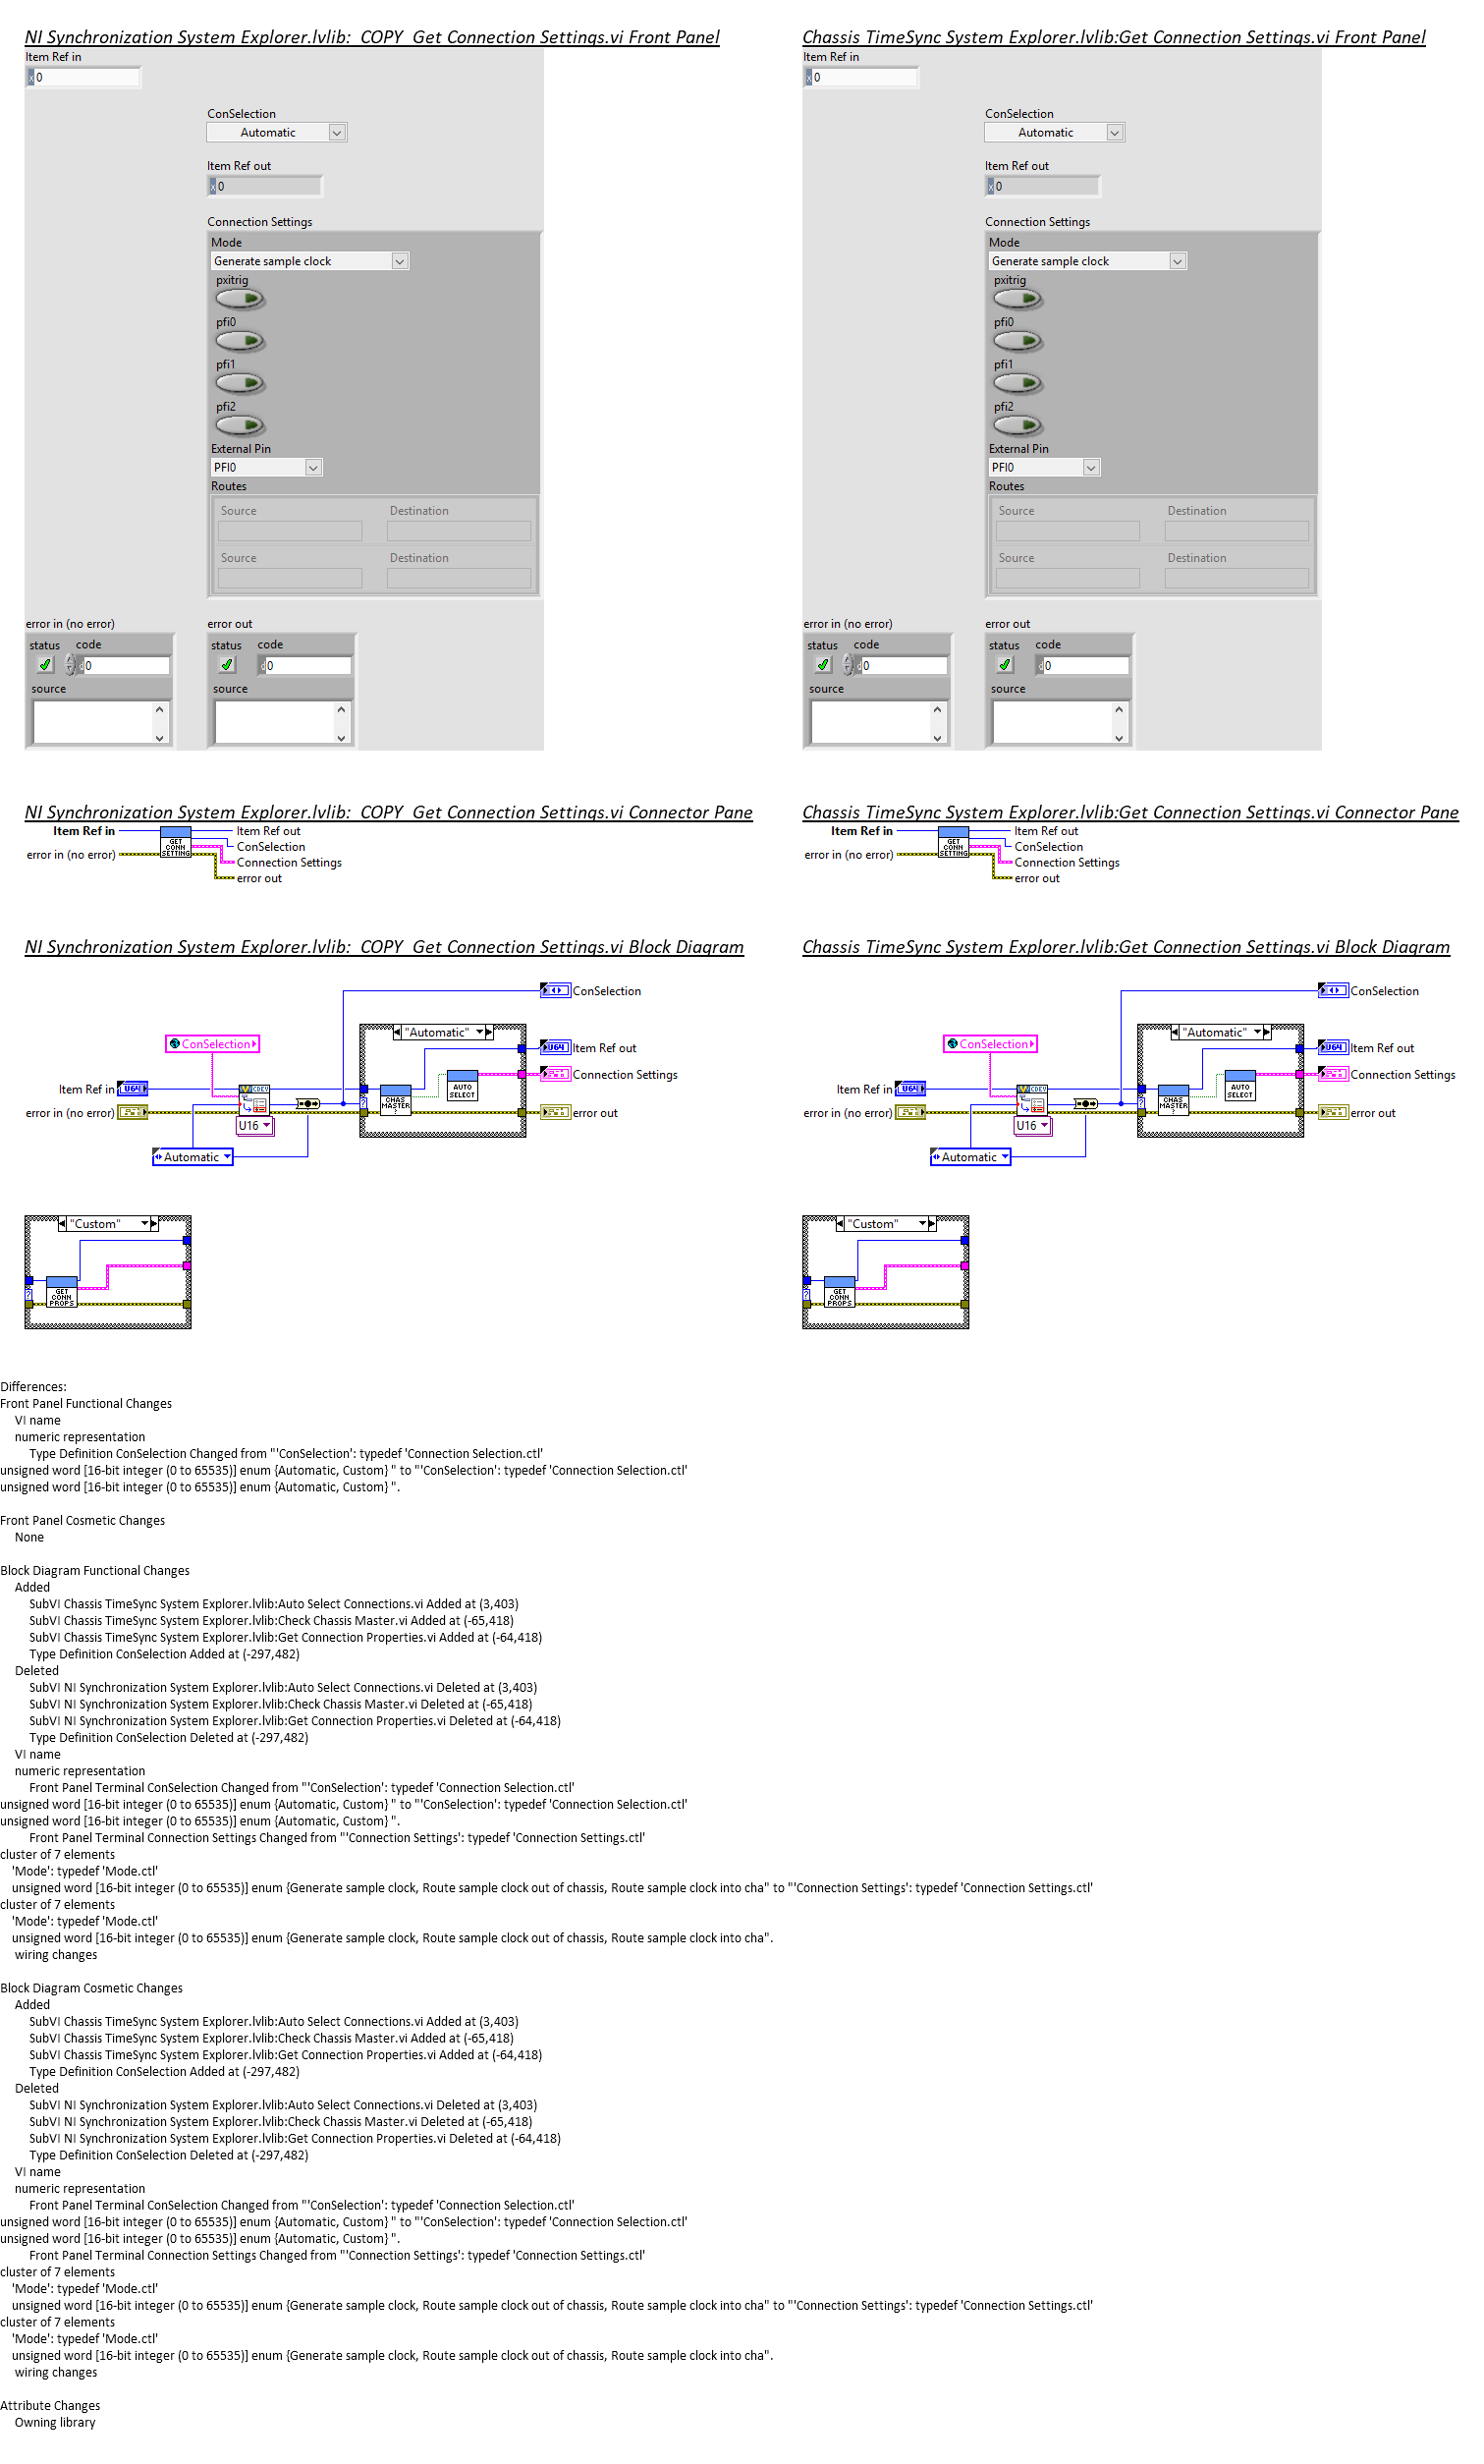 NI Synchronization System Explorer.lvlib:_COPY_Get Connection Settings.vi Front Panel
Item Ref in
x 0
ConSelection
Automatic
Item Ref out
x 0
Connection Settings
Mode
Generate sample clock
pxitrig
pfi0
pfi1
pfi2
External Pin
PFI0
Routes
Source Destination
Source Destination
error in (no error) error out
status code status code
d 0 d 0
source source
Chassis TimeSync System Explorer.lvlib:Get Connection Settings.vi Front Panel
Item Ref in
x 0
ConSelection
Automatic
Item Ref out
x 0
Connection Settings
Mode
Generate sample clock
pxitrig
pfi0
pfi1
pfi2
External Pin
PFI0
Routes
Source Destination
Source Destination
error in (no error) error out
status code status code
d 0 d 0
source source
NI Synchronization System Explorer.lvlib:_COPY_Get Connection Settings.vi Connector Pane
Item Ref in
error in (no error)
GET
CONN
SETTING
Item Ref out
ConSelection
Connection Settings
error out
Chassis TimeSync System Explorer.lvlib:Get Connection Settings.vi Connector Pane
Item Ref in
error in (no error)
GET
CONN
SETTING
Item Ref out
ConSelection
Connection Settings
error out
NI Synchronization System Explorer.lvlib:_COPY_Get Connection Settings.vi Block Diagram
ConSelection
"Automatic"
ConSelection
U64 Item Ref out
Connection Settings
Item Ref in U64
CDEV
CHAS
MASTER
?
AUTO
SELECT
error in (no error)
error out
U16
Automatic
"Custom"
GET
CONN
PROPS
?
Chassis TimeSync System Explorer.lvlib:Get Connection Settings.vi Block Diagram
ConSelection
"Automatic"
ConSelection
U64 Item Ref out
Connection Settings
Item Ref in U64
CDEV
CHAS
MASTER
?
AUTO
SELECT
error in (no error)
error out
U16
Automatic
"Custom"
GET
CONN
PROPS
?
Differences:
Front Panel Functional Changes
VI name
numeric representation
Type Definition ConSelection Changed from "'ConSelection': typedef 'Connection Selection.ctl'
unsigned word [16-bit integer (0 to 65535)] enum {Automatic, Custom} " to "'ConSelection': typedef 'Connection Selection.ctl'
unsigned word [16-bit integer (0 to 65535)] enum {Automatic, Custom} ".
Front Panel Cosmetic Changes
None
Block Diagram Functional Changes
Added
SubVI Chassis TimeSync System Explorer.lvlib:Auto Select Connections.vi Added at (3,403)
SubVI Chassis TimeSync System Explorer.lvlib:Check Chassis Master.vi Added at (-65,418)
SubVI Chassis TimeSync System Explorer.lvlib:Get Connection Properties.vi Added at (-64,418)
Type Definition ConSelection Added at (-297,482)
Deleted
SubVI NI Synchronization System Explorer.lvlib:Auto Select Connections.vi Deleted at (3,403)
SubVI NI Synchronization System Explorer.lvlib:Check Chassis Master.vi Deleted at (-65,418)
SubVI NI Synchronization System Explorer.lvlib:Get Connection Properties.vi Deleted at (-64,418)
Type Definition ConSelection Deleted at (-297,482)
VI name
numeric representation
Front Panel Terminal ConSelection Changed from "'ConSelection': typedef 'Connection Selection.ctl'
unsigned word [16-bit integer (0 to 65535)] enum {Automatic, Custom} " to "'ConSelection': typedef 'Connection Selection.ctl'
unsigned word [16-bit integer (0 to 65535)] enum {Automatic, Custom} ".
Front Panel Terminal Connection Settings Changed from "'Connection Settings': typedef 'Connection Settings.ctl'
cluster of 7 elements
'Mode': typedef 'Mode.ctl'
unsigned word [16-bit integer (0 to 65535)] enum {Generate sample clock, Route sample clock out of chassis, Route sample clock into cha" to "'Connection Settings': typedef 'Connection Settings.ctl'
cluster of 7 elements
'Mode': typedef 'Mode.ctl'
unsigned word [16-bit integer (0 to 65535)] enum {Generate sample clock, Route sample clock out of chassis, Route sample clock into cha".
wiring changes
Block Diagram Cosmetic Changes
Added
SubVI Chassis TimeSync System Explorer.lvlib:Auto Select Connections.vi Added at (3,403)
SubVI Chassis TimeSync System Explorer.lvlib:Check Chassis Master.vi Added at (-65,418)
SubVI Chassis TimeSync System Explorer.lvlib:Get Connection Properties.vi Added at (-64,418)
Type Definition ConSelection Added at (-297,482)
Deleted
SubVI NI Synchronization System Explorer.lvlib:Auto Select Connections.vi Deleted at (3,403)
SubVI NI Synchronization System Explorer.lvlib:Check Chassis Master.vi Deleted at (-65,418)
SubVI NI Synchronization System Explorer.lvlib:Get Connection Properties.vi Deleted at (-64,418)
Type Definition ConSelection Deleted at (-297,482)
VI name
numeric representation
Front Panel Terminal ConSelection Changed from "'ConSelection': typedef 'Connection Selection.ctl'
unsigned word [16-bit integer (0 to 65535)] enum {Automatic, Custom} " to "'ConSelection': typedef 'Connection Selection.ctl'
unsigned word [16-bit integer (0 to 65535)] enum {Automatic, Custom} ".
Front Panel Terminal Connection Settings Changed from "'Connection Settings': typedef 'Connection Settings.ctl'
cluster of 7 elements
'Mode': typedef 'Mode.ctl'
unsigned word [16-bit integer (0 to 65535)] enum {Generate sample clock, Route sample clock out of chassis, Route sample clock into cha" to "'Connection Settings': typedef 'Connection Settings.ctl'
cluster of 7 elements
'Mode': typedef 'Mode.ctl'
unsigned word [16-bit integer (0 to 65535)] enum {Generate sample clock, Route sample clock out of chassis, Route sample clock into cha".
wiring changes
Attribute Changes
Owning library